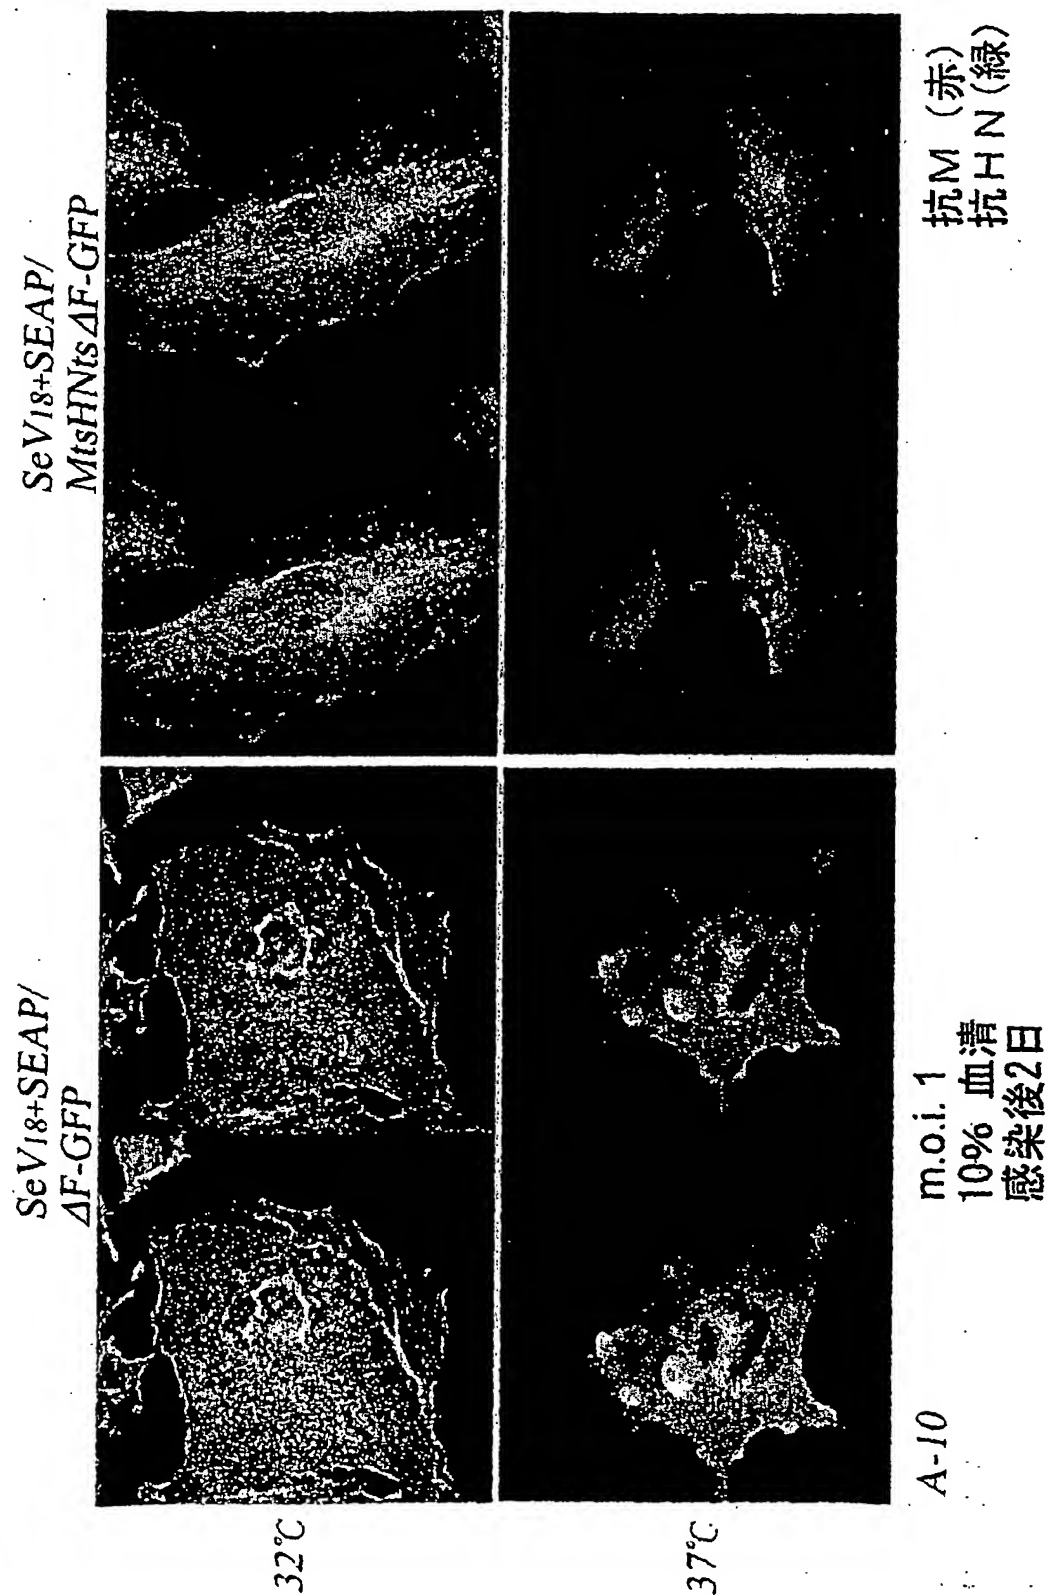 SeV18+SEAP/
ΔF-GFP
SeV18+SEAP/
MtsHNtsΔF-GFP
32℃
37℃
A-10
m.o.i. 1
10% 血清
感染後2日
抗M (赤)
抗HN (緑)